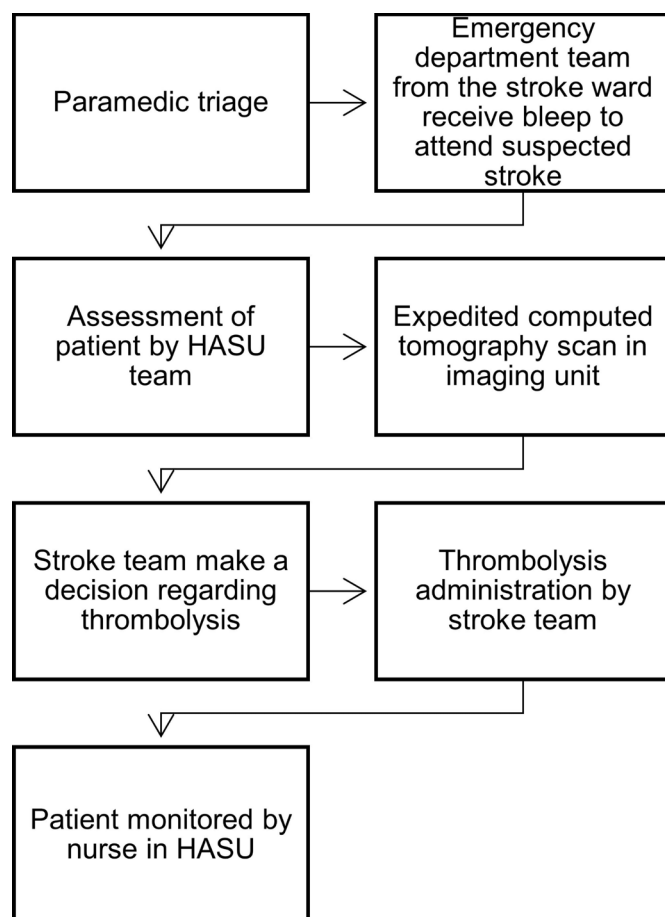 Paramedic triage
Emergency
department team
from the stroke ward
receive bleep to
attend suspected
stroke
Assessment of
patient by HASU
team
Expedited computed
tomography scan in
imaging unit
Stroke team make a
decision regarding
thrombolysis
Thrombolysis
administration by
stroke team
Patient monitored by
nurse in HASU